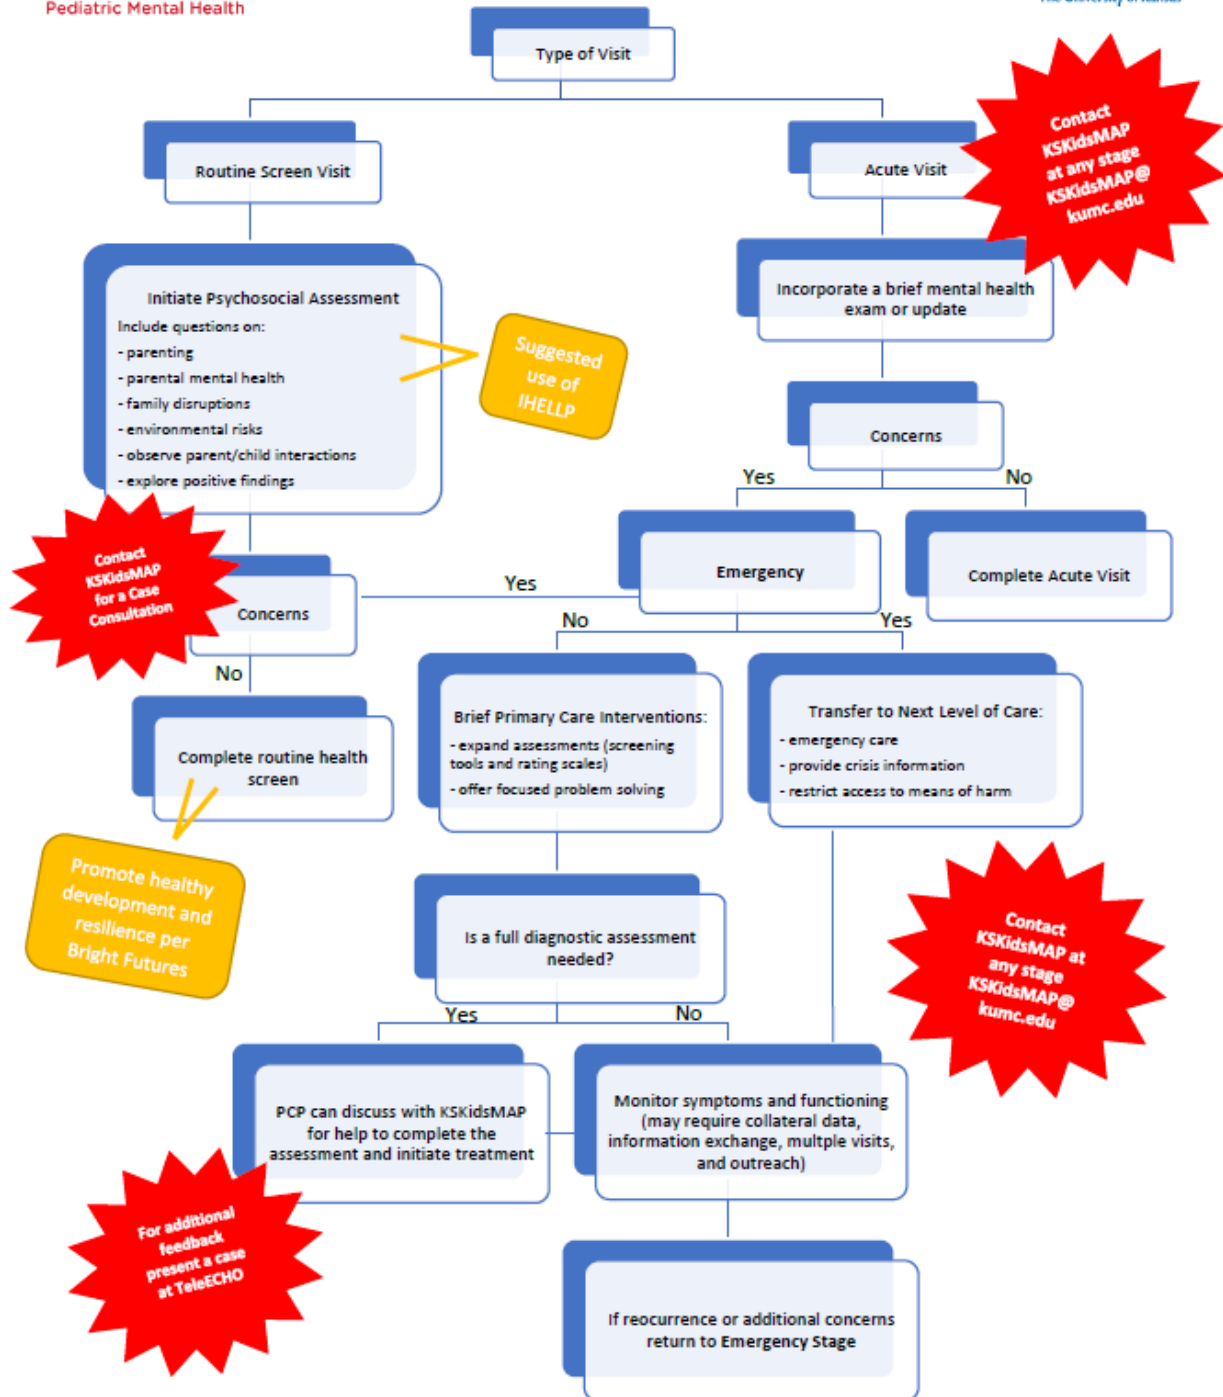 Pediatric Mental Health
The University of Kansas
Type of Visit
Routine Screen Visit
Acute Visit
Contact
KSKidsMAP
at any stage
KSKidsMAP@
kumc.edu
Initiate Psychosocial Assessment
Include questions on:
- parenting
- parental mental health
- family disruptions
- environmental risks
- observe parent/child interactions
- explore positive findings
Suggested
use of
IHELLP
Incorporate a brief mental health
exam or update
Concerns
Yes
No
Contact
KSKidsMAP
for a Case
Consultation
Concerns
Yes
Emergency
Complete Acute Visit
No
No
Yes
Complete routine health
screen
Brief Primary Care Interventions:
- expand assessments (screening
tools and rating scales)
- offer focused problem solving
Transfer to Next Level of Care:
- emergency care
- provide crisis information
- restrict access to means of harm
Promote healthy
development and
resilience per
Bright Futures
Is a full diagnostic assessment
needed?
Contact
KSKidsMAP at
any stage
KSKidsMAP@
kumc.edu
Yes
No
PCP can discuss with KSKidsMAP
for help to complete the
assessment and initiate treatment
Monitor symptoms and functioning
(may require collateral data,
information exchange, multple visits,
and outreach)
For additional
feedback
present a case
at TeleECHO
If reocurrence or additional concerns
return to Emergency Stage